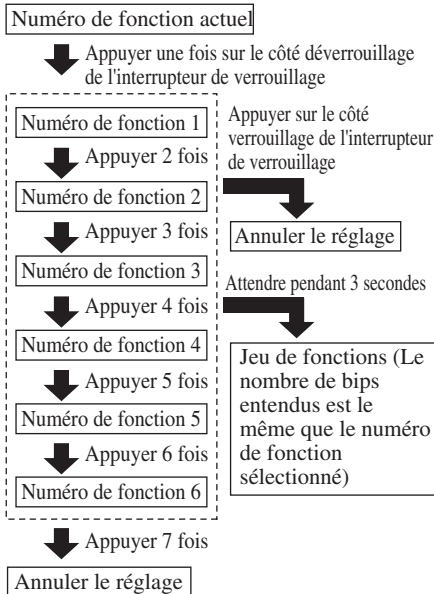 Numéro de fonction actuel
Appuyer une fois sur le côté déverrouillage
de l'interrupteur de verrouillage
Numéro de fonction 1
Appuyer 2 fois
Numéro de fonction 2
Appuyer 3 fois
Numéro de fonction 3
Appuyer 4 fois
Numéro de fonction 4
Appuyer 5 fois
Numéro de fonction 5
Appuyer 6 fois
Numéro de fonction 6
Appuyer 7 fois
Annuler le réglage
Appuyer sur le côté
verrouillage de l'interrupteur
de verrouillage
Annuler le réglage
Attendre pendant 3 secondes
Jeu de fonctions (Le
nombre de bips
entendus est le
même que le numéro
de fonction
sélectionné)